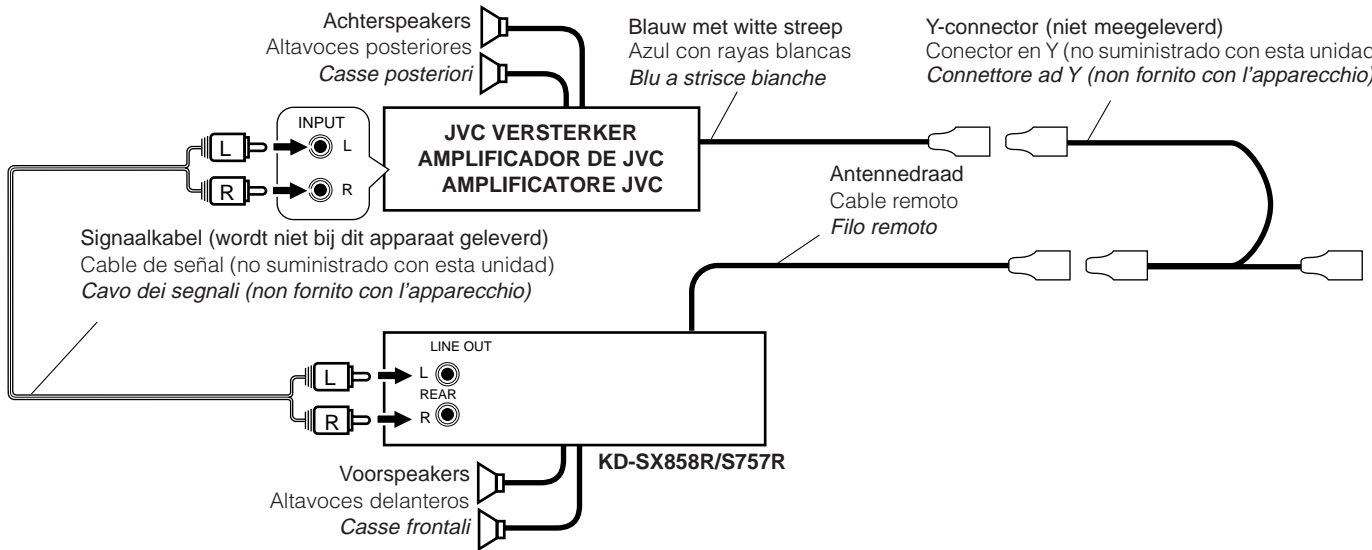 Achterspeakers
Altavoces posteriores
Casse posteriori
Blauw met witte streep
Azul con rayas blancas
Blu a strisce bianche
Y-connector (niet meegeleverd)
Conector en Y (no suministrado con esta unidad
Connettore ad Y (non fornito con l'apparecchio)
INPUT
L
L
R
R
JVC VERSTERKER
AMPLIFICADOR DE JVC
AMPLIFICATORE JVC
Antennedraad
Cable remoto
Filo remoto
Signaalkabel (wordt niet bij dit apparaat geleverd)
Cable de señal (no suministrado con esta unidad)
Cavo dei segnali (non fornito con l'apparecchio)
LINE OUT
L
L
REAR
R
R
KD-SX858R/S757R
Voorspeakers
Altavoces delanteros
Casse frontali